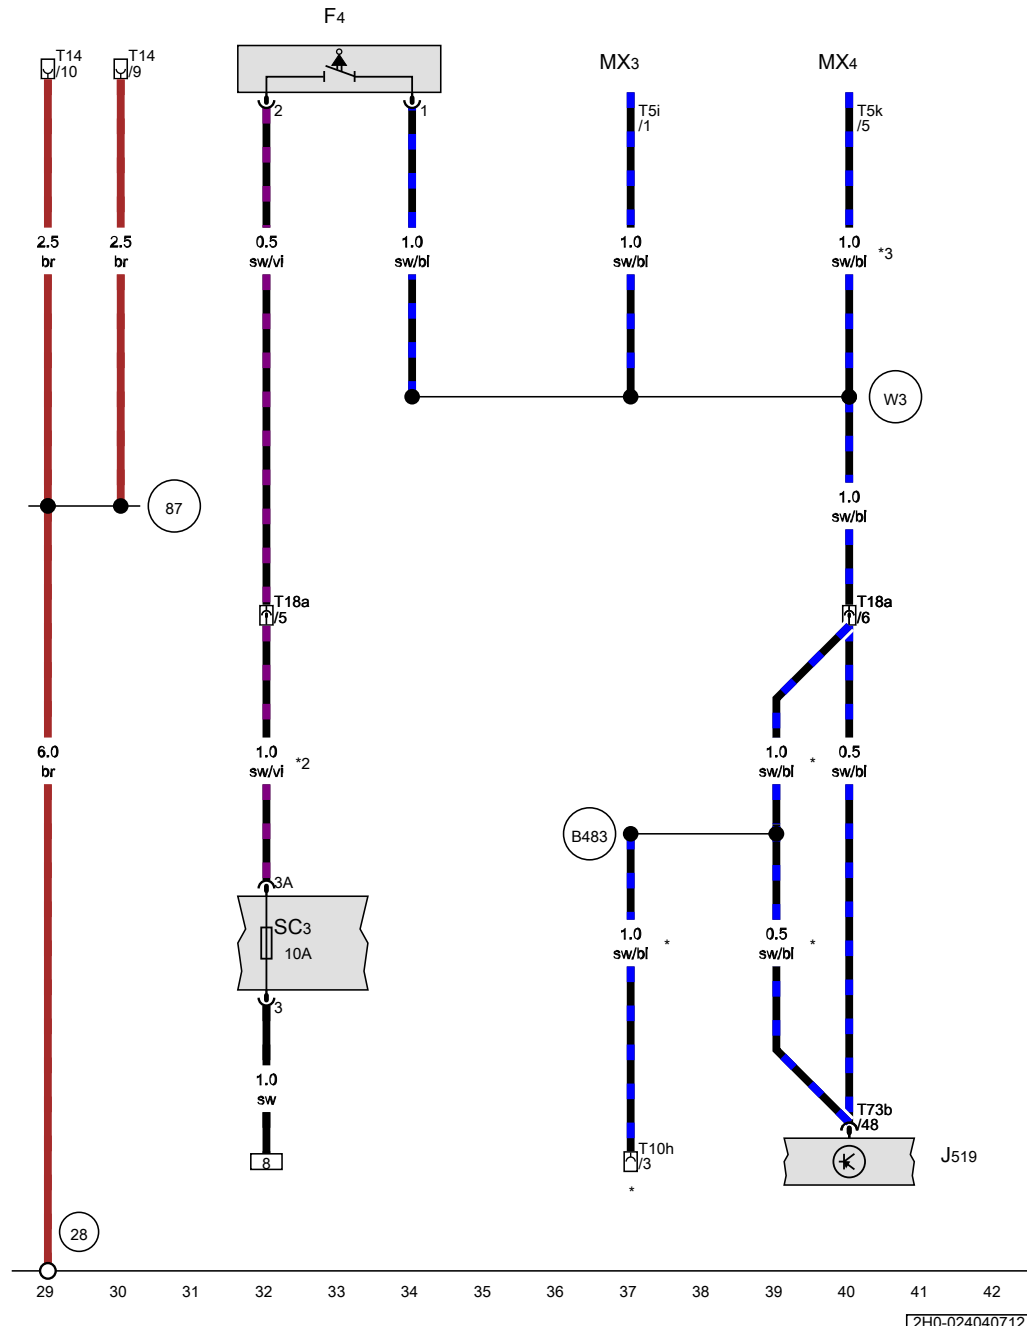 F4
T14
/10
T14
/9
MX3
MX4
2
1
T5i
/1
T5k
/5
2.5
br
2.5
br
0.5
sw/vi
1.0
sw/bl
1.0
sw/bl
1.0
sw/bl
*3
W3
87
1.0
sw/bl
T18a
/5
T18a
/6
6.0
br
1.0
sw/vi
*2
1.0
sw/bl
*
0.5
sw/bl
B483
3A
SC3
10A
1.0
sw/bl
*
0.5
sw/bl
*
3
1.0
sw
8
T10h
/3
*
T73b
/48
J519
28
29 30 31 32 33 34 35 36 37 38 39 40 41 42
2H0-024040712